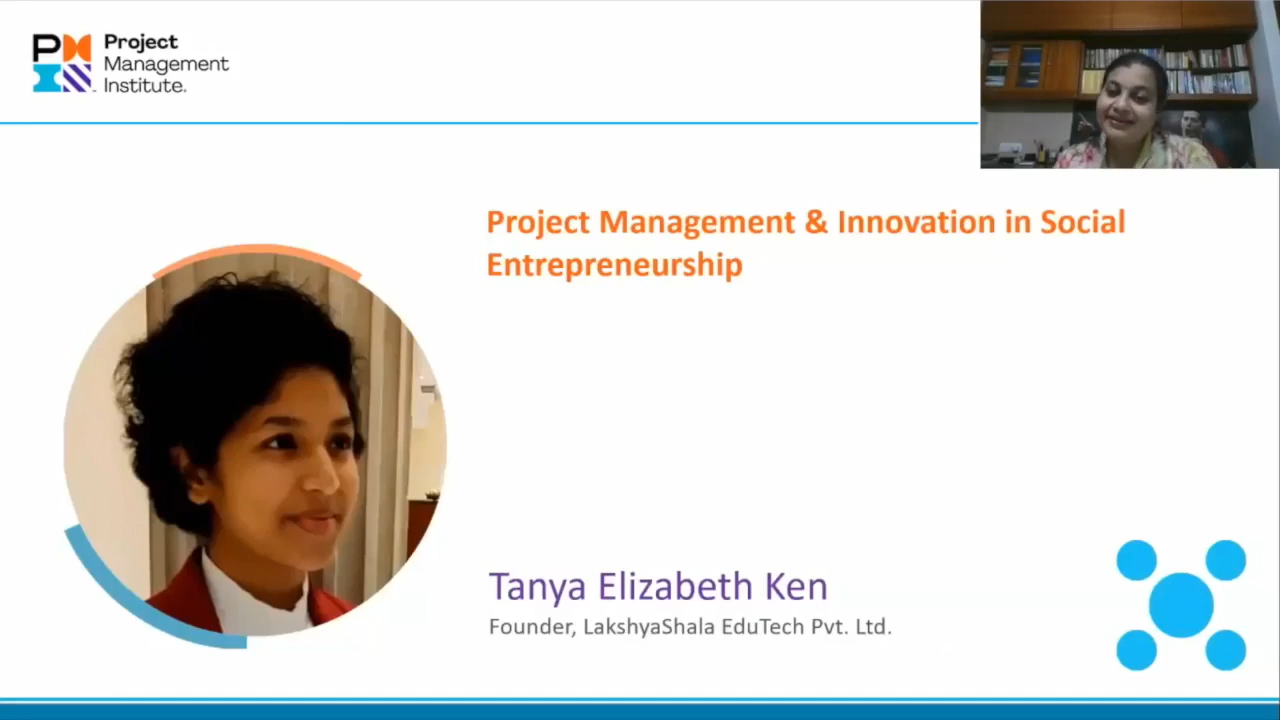 Project
Management
Institute.
Project Management & Innovation in Social
Entrepreneurship
Tanya Elizabeth Ken
Founder, LakshyaShala EduTech Pvt. Ltd.